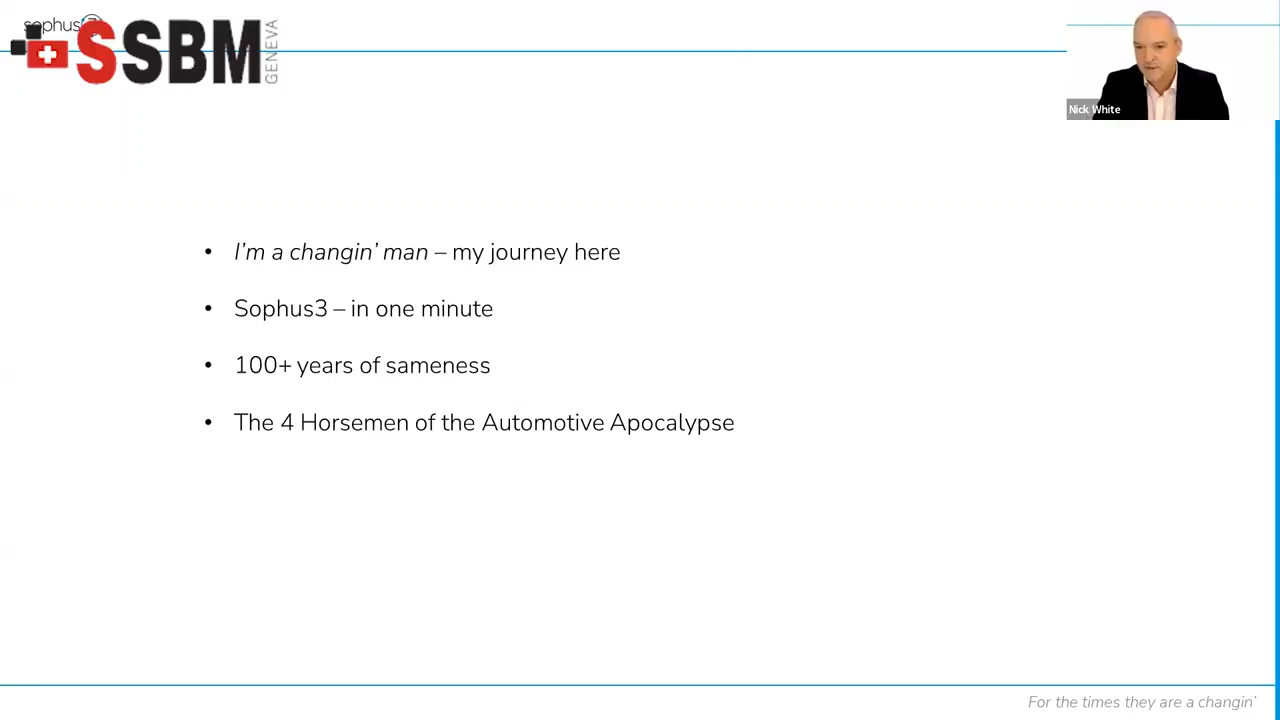 sophus3
SSBM
GENEVA
Nick White
• I’m a changin’ man – my journey here
• Sophus3 – in one minute
• 100+ years of sameness
• The 4 Horsemen of the Automotive Apocalypse
For the times they are a changin’